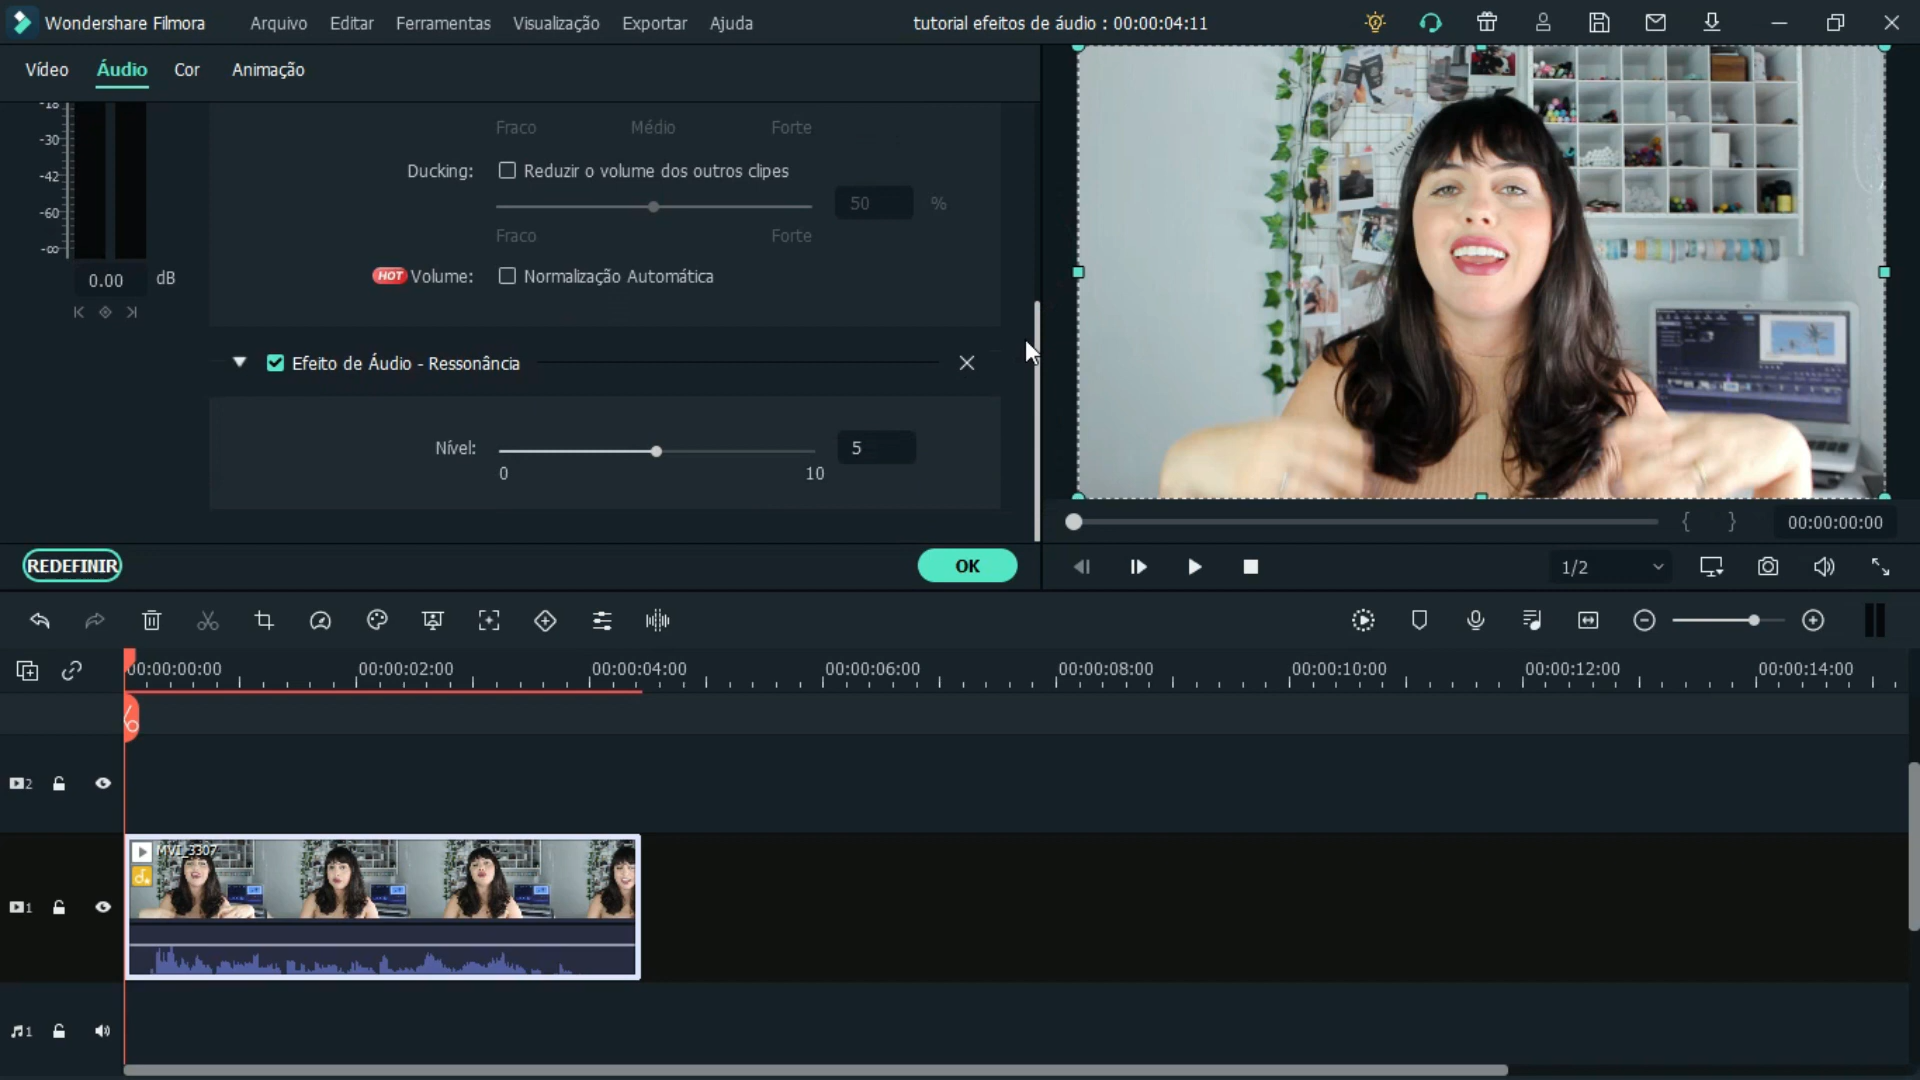 Wondershare Filmora Arquivo Editar Ferramentas Visualização Exportar Ajuda tutorial efeitos de áudio : 00:00:04:11
Vídeo Áudio Cor Animação
-18
-30
-42
-60
-∞
0.00 dB
Fraco Médio Forte
Ducking: Reduzir o volume dos outros clipes
50 %
Fraco Forte
HOT Volume: Normalização Automática
Efeito de Áudio - Ressonância
Nível: 5
0 10
REDEFINIR OK
{ } 00:00:00:00
1/2
00:00:00:00 00:00:02:00 00:00:04:00 00:00:06:00 00:00:08:00 00:00:10:00 00:00:12:00 00:00:14:00
2
MVI_3307
1
1